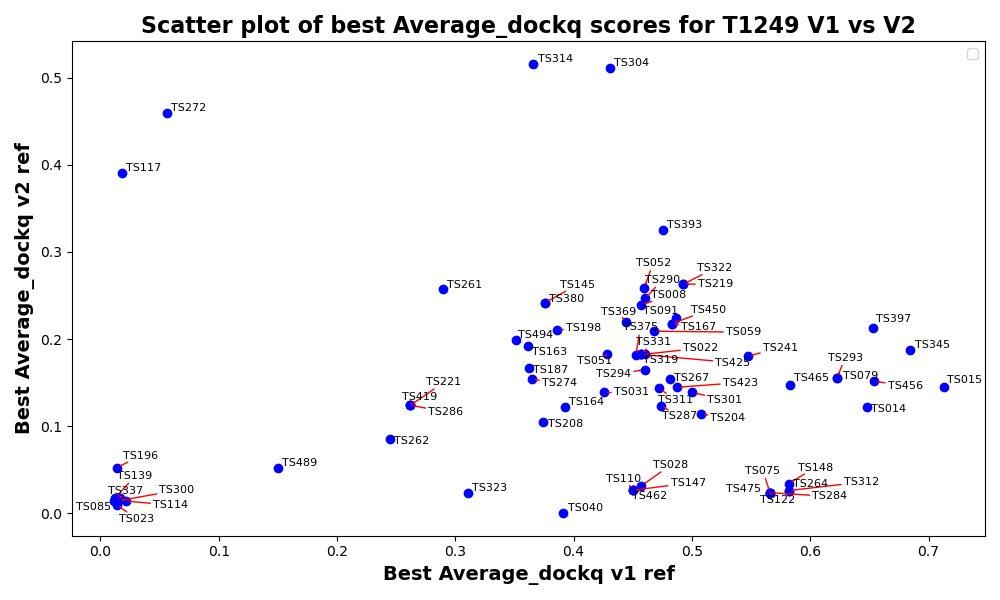 Scatter plot of best Average_dockq scores for T1249 V1 vs V2
Best Average_dockq v2 ref
0.5
0.4
0.3
0.2
0.1
0.0
TS314
TS304
TS272
TS117
TS393
TS052
TS322
TS290
TS219
TS145
TS261
TS008
TS380
TS091
TS369
TS450
TS397
TS375
TS198
TS167
TS059
TS494
TS331
TS022
TS241
TS345
TS163
TS051
TS319
TS425
TS293
TS187
TS294
TS267
TS465
TS079
TS015
TS274
TS423
TS456
TS221
TS031
TS419
TS311
TS301
TS164
TS286
TS287
TS204
TS014
TS208
TS262
TS196
TS489
TS028
TS075
TS148
TS139
TS110
TS147
TS264
TS312
TS337
TS300
TS323
TS462
TS475
TS284
TS085
TS114
TS122
TS023
TS040
0.0
0.1
0.2
0.3
0.4
0.5
0.6
0.7
Best Average_dockq v1 ref